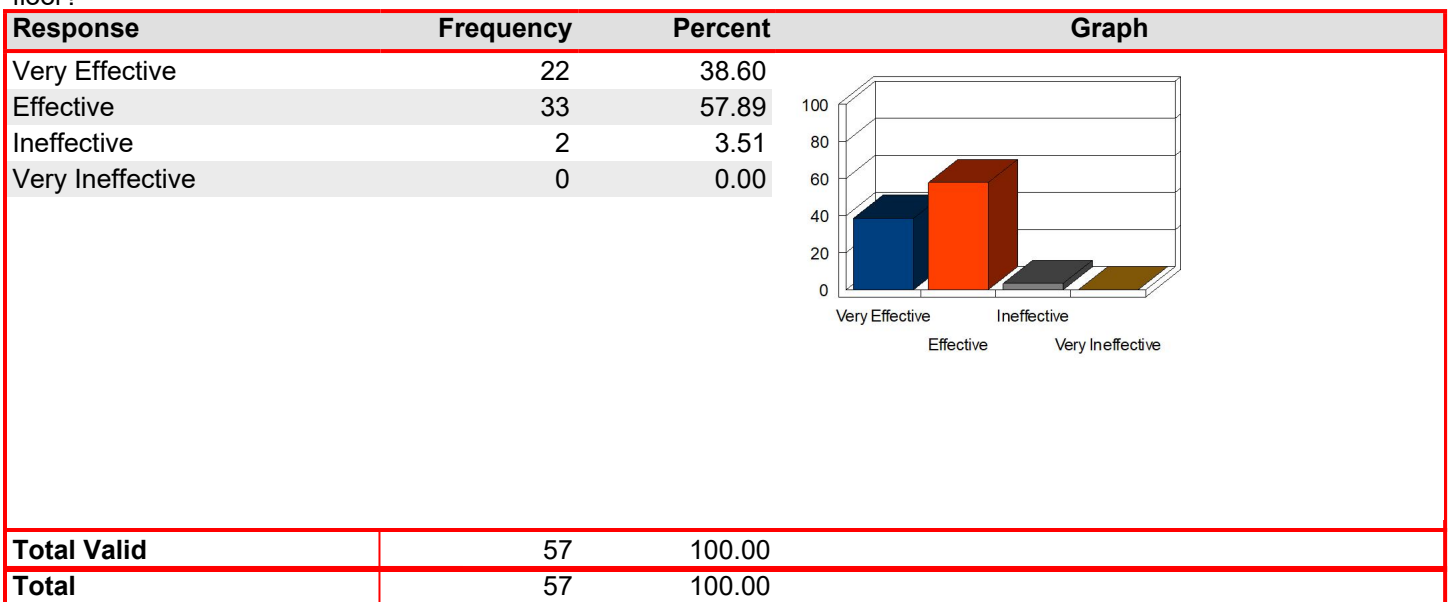 Response Frequency Percent Graph
Very Effective 22 38.60
Effective 33 57.89
Ineffective 2 3.51
Very Ineffective 0 0.00
100
80
60
40
20
0
Very Effective Ineffective
Effective Very Ineffective
Total Valid 57 100.00
Total 57 100.00